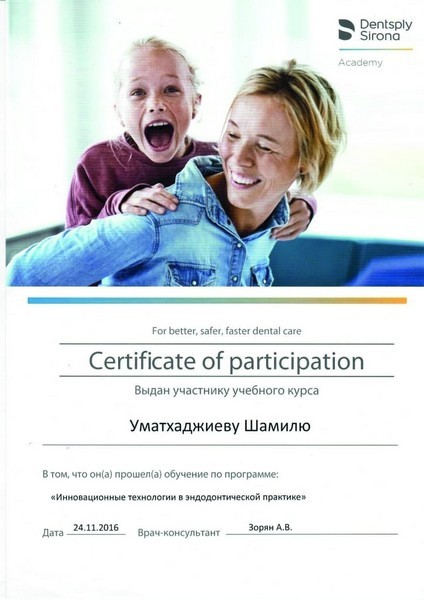 Dentsply
Sirona
Academy
For better, safer, faster dental care
Certificate of participation
Выдан участнику учебного курса
Уматхаджиеву Шамилю
В том, что он(а) прошел(а) обучение по программе:
«Инновационные технологии в эндодонтической практике»
Дата 24.11.2016 Врач-консультант Зорян А.В.